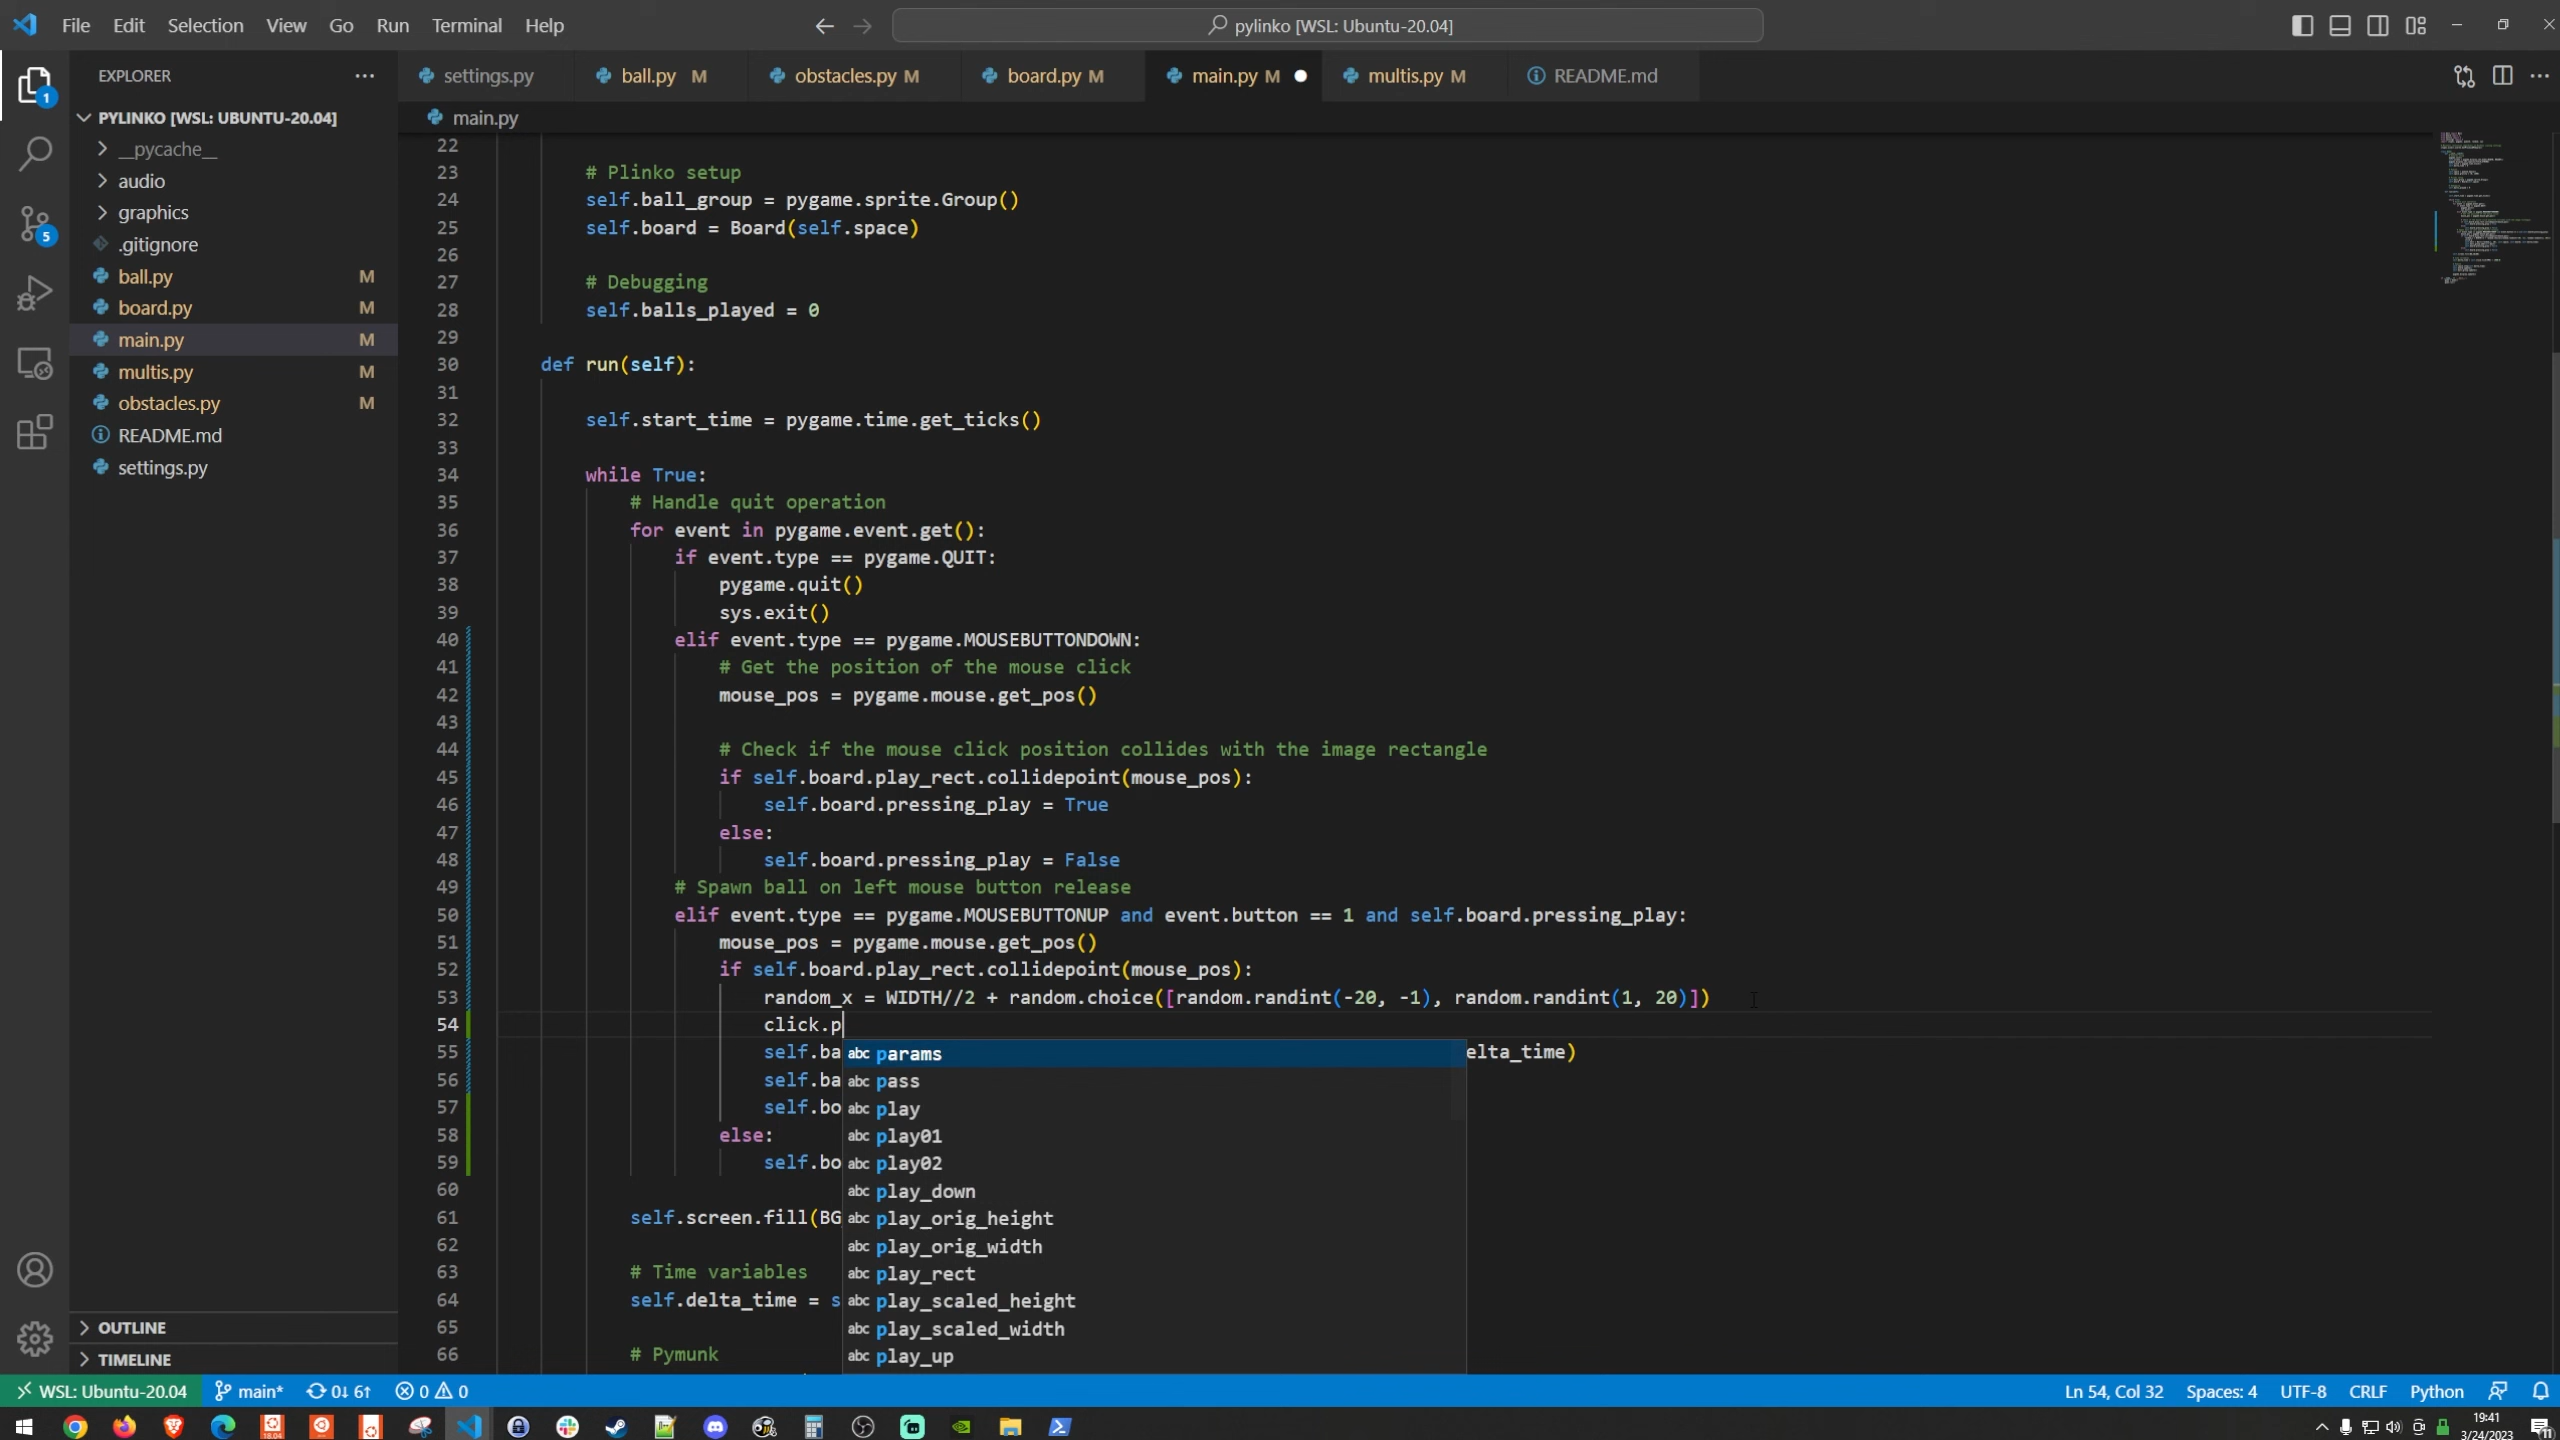 File Edit Selection View Go Run Terminal Help
pylinko [WSL: Ubuntu-20.04]
EXPLORER
settings.py
ball.py M
obstacles.py M
board.py M
main.py M
multis.py M
README.md
PYLINKO [WSL: UBUNTU-20.04]
main.py
__pycache__
audio
graphics
.gitignore
ball.py M
board.py M
main.py M
multis.py M
obstacles.py M
README.md
settings.py
22
23 # Plinko setup
24 self.ball_group = pygame.sprite.Group()
25 self.board = Board(self.space)
26
27 # Debugging
28 self.balls_played = 0
29
30 def run(self):
31
32 self.start_time = pygame.time.get_ticks()
33
34 while True:
35 # Handle quit operation
36 for event in pygame.event.get():
37 if event.type == pygame.QUIT:
38 pygame.quit()
39 sys.exit()
40 elif event.type == pygame.MOUSEBUTTONDOWN:
41 # Get the position of the mouse click
42 mouse_pos = pygame.mouse.get_pos()
43
44 # Check if the mouse click position collides with the image rectangle
45 if self.board.play_rect.collidepoint(mouse_pos):
46 self.board.pressing_play = True
47 else:
48 self.board.pressing_play = False
49 # Spawn ball on left mouse button release
50 elif event.type == pygame.MOUSEBUTTONUP and event.button == 1 and self.board.pressing_play:
51 mouse_pos = pygame.mouse.get_pos()
52 if self.board.play_rect.collidepoint(mouse_pos):
53 random_x = WIDTH//2 + random.choice([random.randint(-20, -1), random.randint(1, 20)])
54 click.p
55 self.ba elta_time)
56 self.ba
57 self.bo
58 else:
59 self.bo
60
61 self.screen.fill(BG
62
63 # Time variables
64 self.delta_time = s
65
66 # Pymunk
abc params
abc pass
abc play
abc play01
abc play02
abc play_down
abc play_orig_height
abc play_orig_width
abc play_rect
abc play_scaled_height
abc play_scaled_width
abc play_up
OUTLINE
TIMELINE
1
5
WSL: Ubuntu-20.04
main*
0↓ 6↑
0 0
Ln 54, Col 32
Spaces: 4
UTF-8
CRLF
Python
18.04
19:41
3/24/2023
11